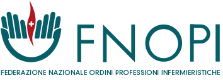 FNOPI
FEDERAZIONE NAZIONALE ORDINI PROFESSIONI INFERMIERISTICHE